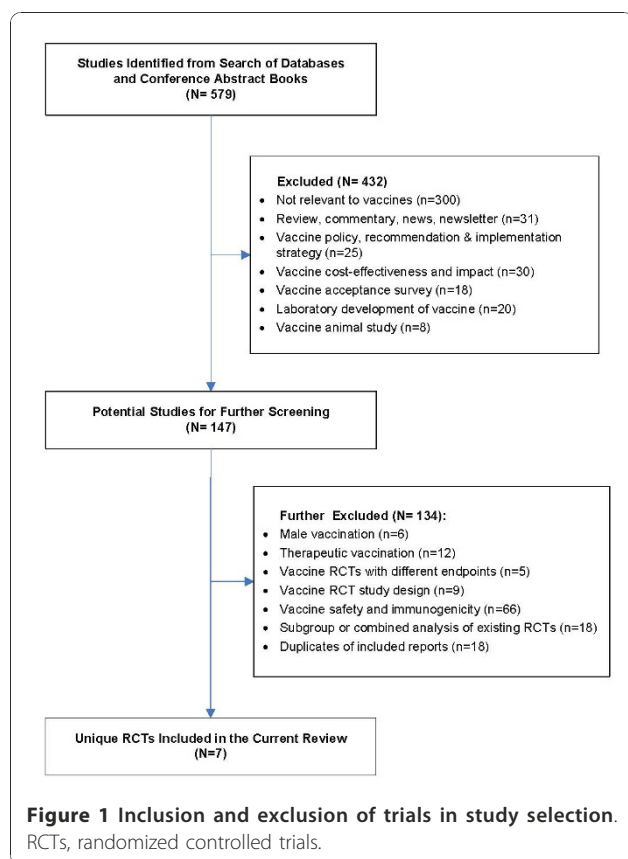 Studies Identified from Search of Databases
and Conference Abstract Books
(N= 579)
Excluded (N= 432)
• Not relevant to vaccines (n=300)
• Review, commentary, news, newsletter (n=31)
• Vaccine policy, recommendation & implementation
strategy (n=25)
• Vaccine cost-effectiveness and impact (n=30)
• Vaccine acceptance survey (n=18)
• Laboratory development of vaccine (n=20)
• Vaccine animal study (n=8)
Potential Studies for Further Screening
(N= 147)
Further Excluded (N= 134):
• Male vaccination (n=6)
• Therapeutic vaccination (n=12)
• Vaccine RCTs with different endpoints (n=5)
• Vaccine RCT study design (n=9)
• Vaccine safety and immunogenicity (n=66)
• Subgroup or combined analysis of existing RCTs (n=18)
• Duplicates of included reports (n=18)
Unique RCTs Included in the Current Review
(N=7)
Figure 1 Inclusion and exclusion of trials in study selection.
RCTs, randomized controlled trials.